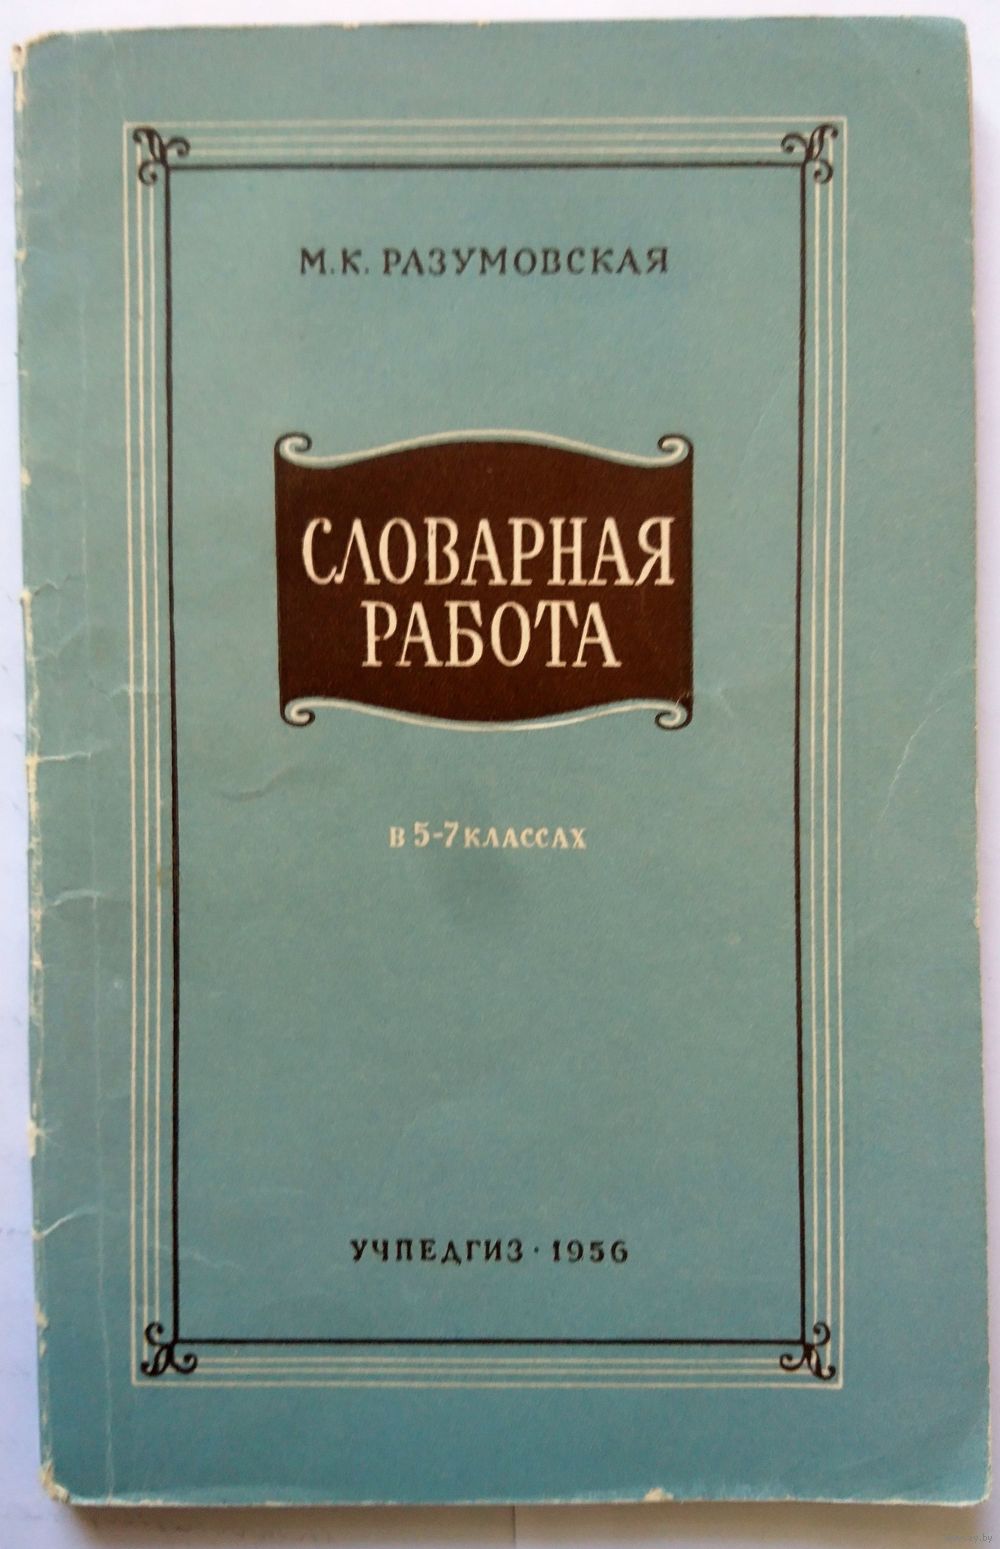 М. К. РАЗУМОВСКАЯ
СЛОВАРНАЯ
РАБОТА
В 5-7 КЛАССАХ
УЧПЕДГИЗ · 1956